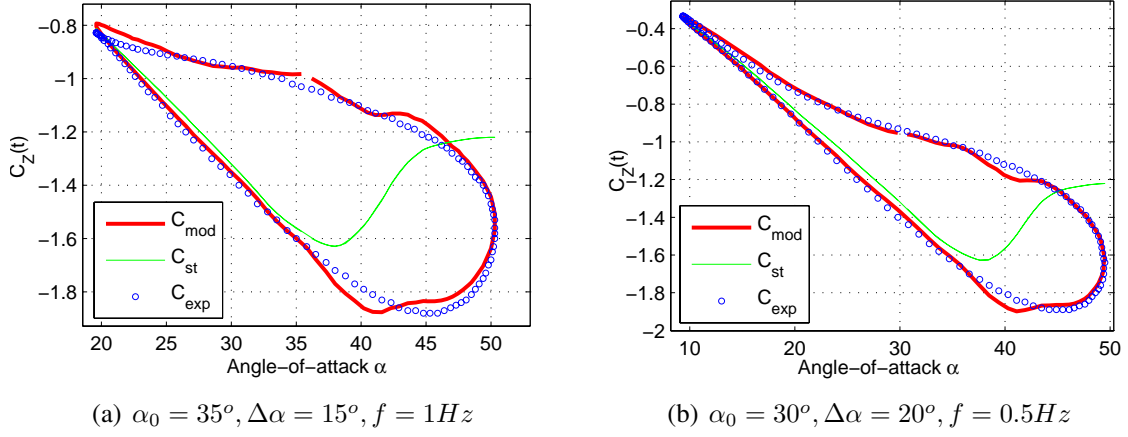 −0.8
−1
−1.2
−1.4
−1.6
−1.8
C_Z(t)
20 25 30 35 40 45 50
Angle−of−attack α
C_mod
C_st
C_exp
(a) α₀ = 35°, Δα = 15°, f = 1Hz
−0.4
−0.6
−0.8
−1
−1.2
−1.4
−1.6
−1.8
−2
C_Z(t)
10 20 30 40 50
Angle−of−attack α
C_mod
C_st
C_exp
(b) α₀ = 30°, Δα = 20°, f = 0.5Hz